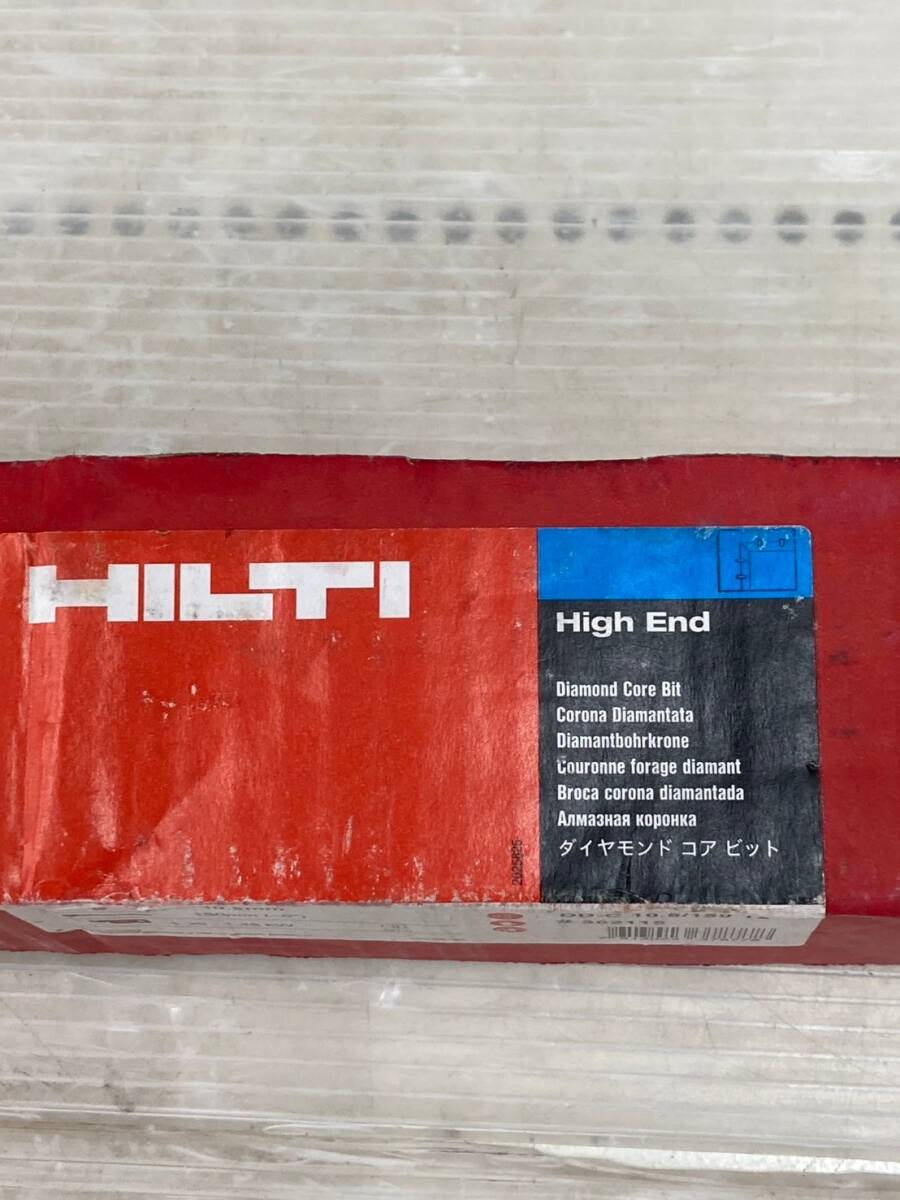 HILTI
High End
Diamond Core Bit
Corona Diamantata
Diamantbohrkrone
Couronne forage diamant
Broca corona diamantada
Алмазная коронка
ダイヤモンド コア ビット